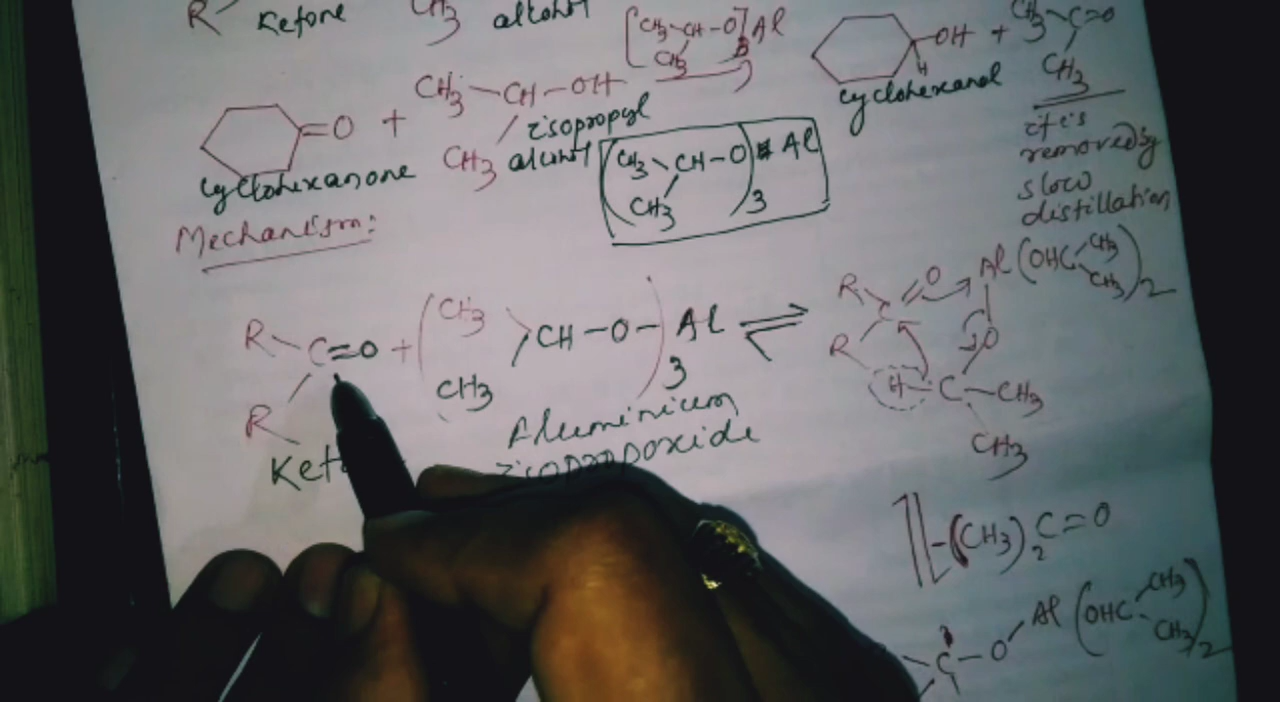 R Ketone CH3 alcohol
[CH3 CH-O]3 Al
CH3
OH + CH3 C=O
H CH3
cyclohexanol
=O + CH3 CH-OH
CH3
cyclohexanone
isopropyl
alcohol
(CH3 CH-O)3 Al
CH3
it is
removed by
slow
distillation
Mechanism:
R C=O + (CH3 CH-O-)3 Al ⇌
R CH3
Ket
Aluminium
isopropoxide
R C=O Al(OHC CH3 CH3)2
R O
H-C-CH3
CH3
-(CH3)2C=O
C-O Al(OHC CH3 CH3)2